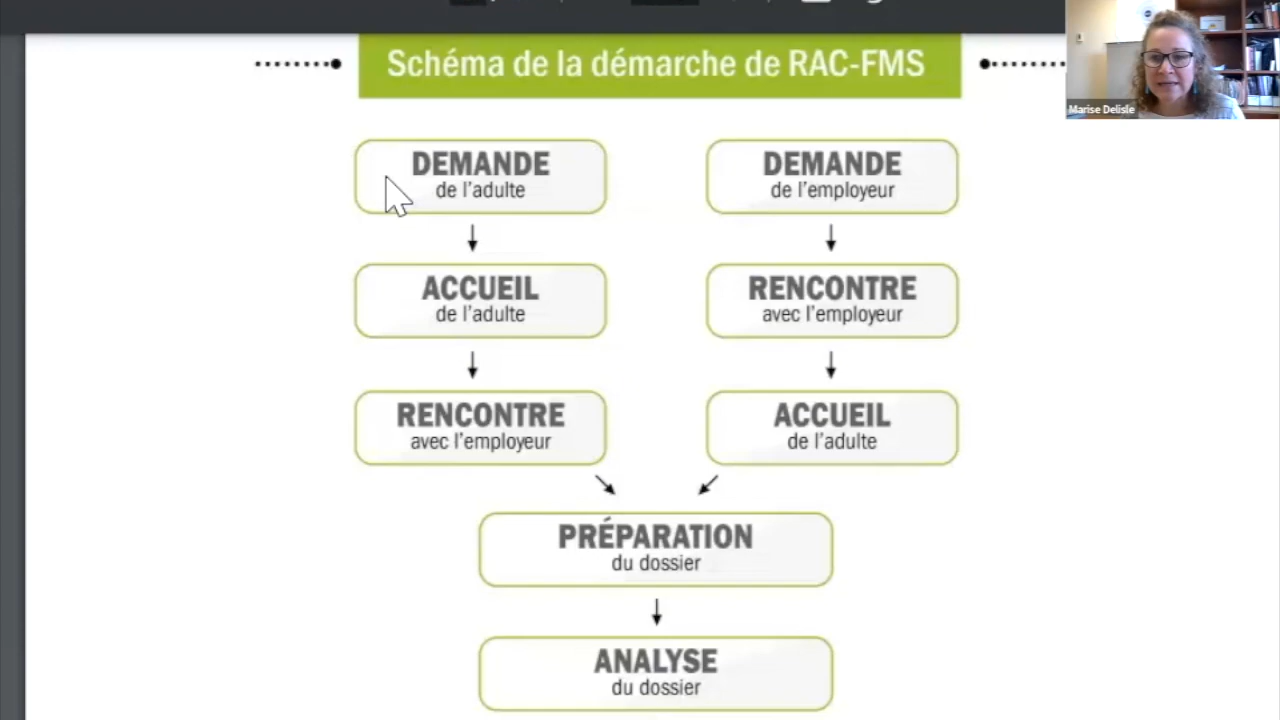 Schéma de la démarche de RAC-FMS
Marise Delisle
DEMANDE
de l'adulte
DEMANDE
de l'employeur
ACCUEIL
de l'adulte
RENCONTRE
avec l'employeur
RENCONTRE
avec l'employeur
ACCUEIL
de l'adulte
PRÉPARATION
du dossier
ANALYSE
du dossier